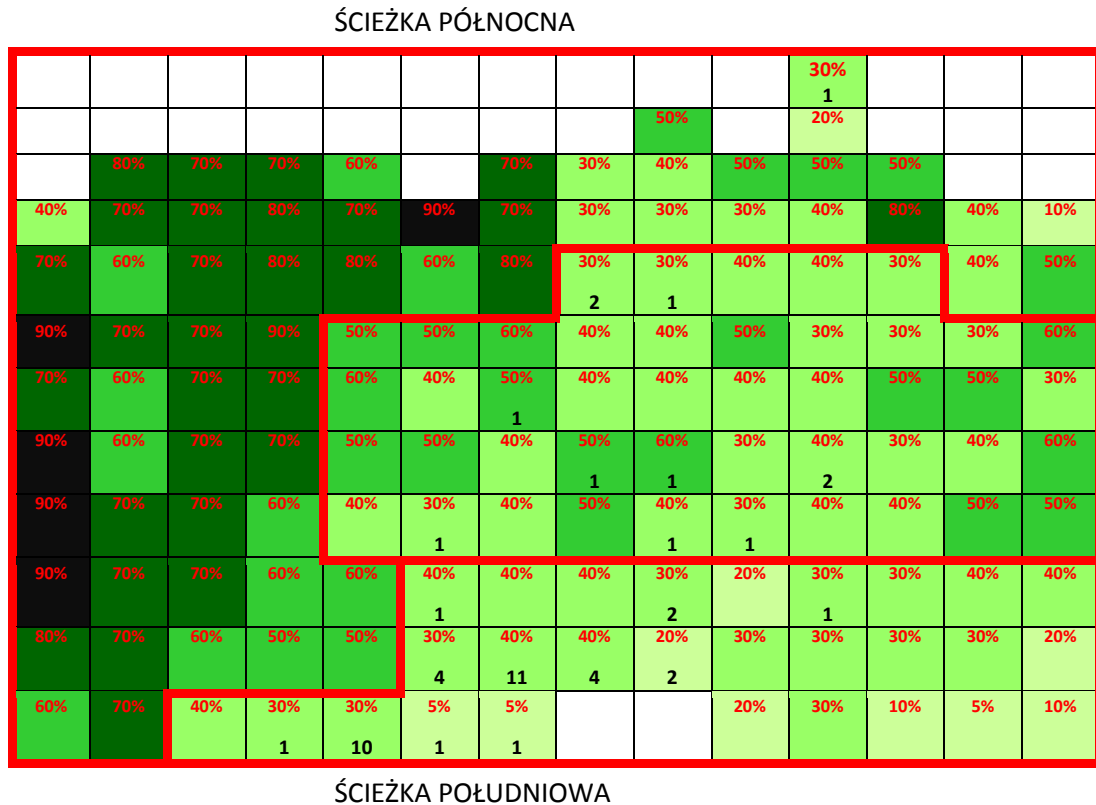 ŚCIEŻKA PÓŁNOCNA
30%
1
50% 20%
80% 70% 70% 60% 70% 30% 40% 50% 50% 50%
40% 70% 70% 80% 70% 90% 70% 30% 30% 30% 40% 80% 40% 10%
70% 60% 70% 80% 80% 60% 80% 30% 30% 40% 40% 30% 40% 50%
2 1
90% 70% 70% 90% 50% 50% 60% 40% 40% 50% 30% 30% 30% 60%
70% 60% 70% 70% 60% 40% 50% 40% 40% 40% 40% 50% 50% 30%
1
90% 60% 70% 70% 50% 50% 40% 50% 60% 30% 40% 30% 40% 60%
1 1 2
90% 70% 70% 60% 40% 30% 40% 50% 40% 30% 40% 40% 50% 50%
1 1 1
90% 70% 70% 60% 60% 40% 40% 40% 30% 20% 30% 30% 40% 40%
1 2 1
80% 70% 60% 50% 50% 30% 40% 40% 20% 30% 30% 30% 30% 20%
4 11 4 2
60% 70% 40% 30% 30% 5% 5% 20% 30% 10% 5% 10%
1 10 1 1
ŚCIEŻKA POŁUDNIOWA